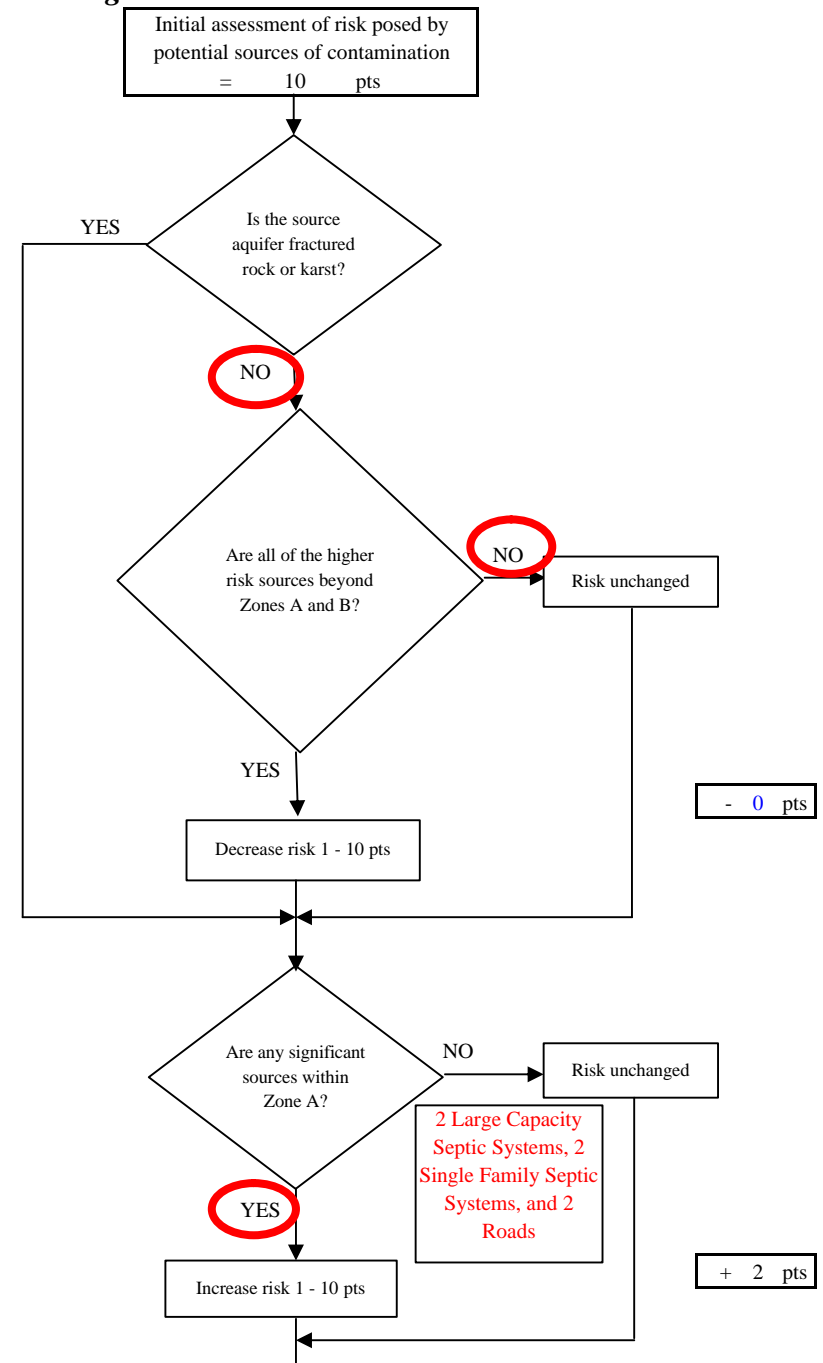 Initial assessment of risk posed by
potential sources of contamination
= 10 pts
YES
Is the source
aquifer fractured
rock or karst?
NO
Are all of the higher
risk sources beyond
Zones A and B?
NO
Risk unchanged
YES
- 0 pts
Decrease risk 1 - 10 pts
Are any significant
sources within
Zone A?
NO
Risk unchanged
2 Large Capacity
Septic Systems, 2
Single Family Septic
Systems, and 2
Roads
YES
+ 2 pts
Increase risk 1 - 10 pts